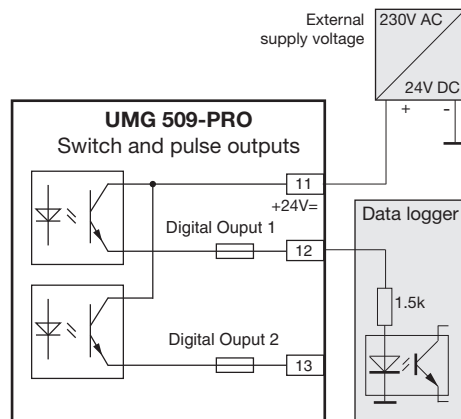 External
supply voltage
230V AC
24V DC
+ -
UMG 509-PRO
Switch and pulse outputs
11
+24V=
Data logger
Digital Ouput 1
12
1.5k
Digital Ouput 2
13